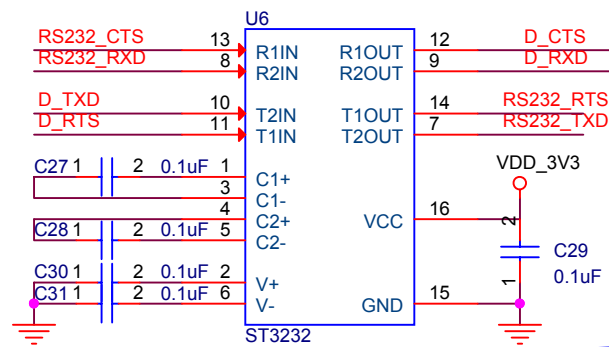 U6
RS232_CTS 13 R1IN R1OUT 12 D_CTS
RS232_RXD 8 R2IN R2OUT 9 D_RXD
D_TXD 10 T2IN T1OUT 14 RS232_RTS
D_RTS 11 T1IN T2OUT 7 RS232_TXD
C27 1 2 0.1uF 1 C1+ VDD_3V3
3 C1-
4 C2+ VCC 16 2
C28 1 2 0.1uF 5 C2- C29
C30 1 2 0.1uF 2 V+ 0.1uF
C31 1 2 0.1uF 6 V- GND 15 1
ST3232